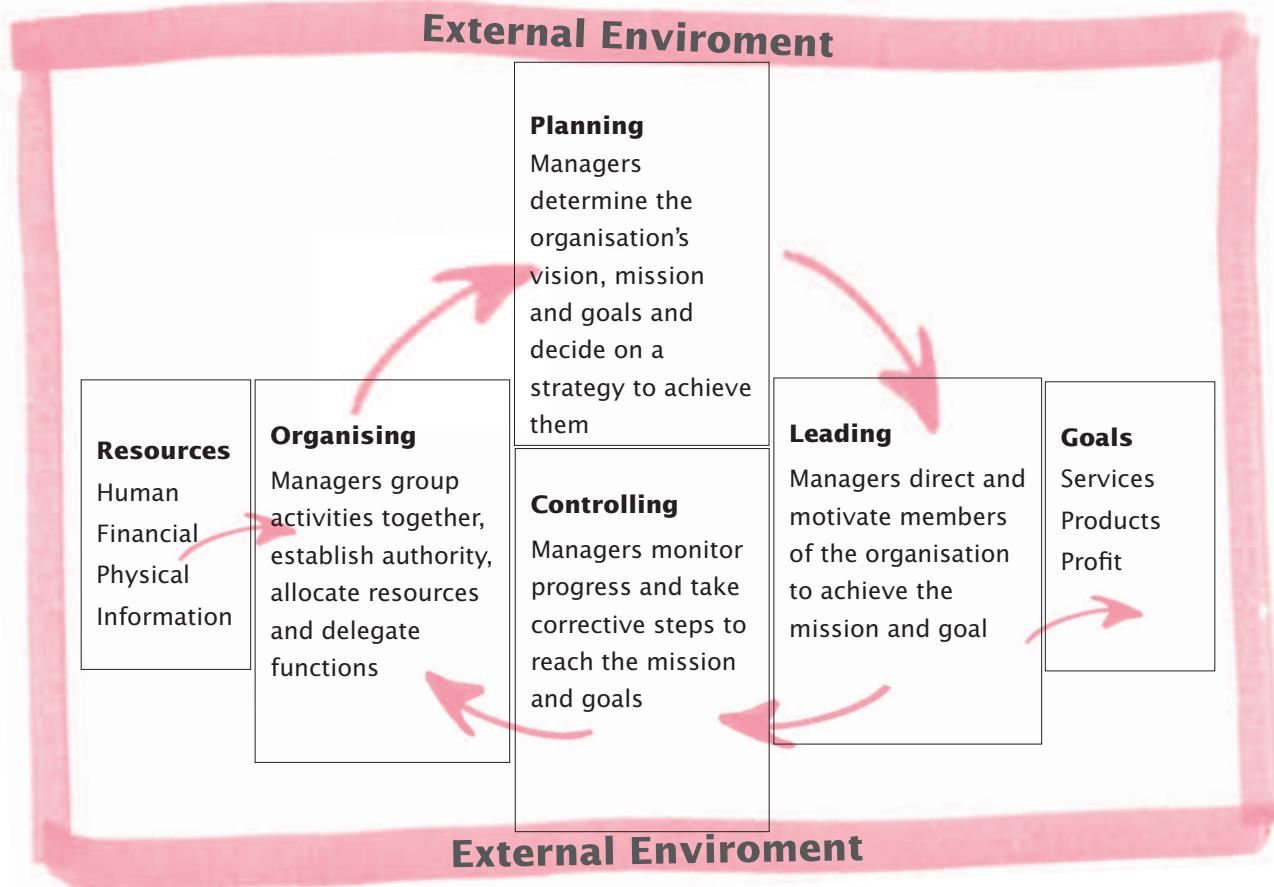 External Enviroment
Planning
Managers
determine the
organisation’s
vision, mission
and goals and
decide on a
strategy to achieve
them
Resources
Human
Financial
Physical
Information
Organising
Managers group
activities together,
establish authority,
allocate resources
and delegate
functions
Controlling
Managers monitor
progress and take
corrective steps to
reach the mission
and goals
Leading
Managers direct and
motivate members
of the organisation
to achieve the
mission and goal
Goals
Services
Products
Profit
External Enviroment